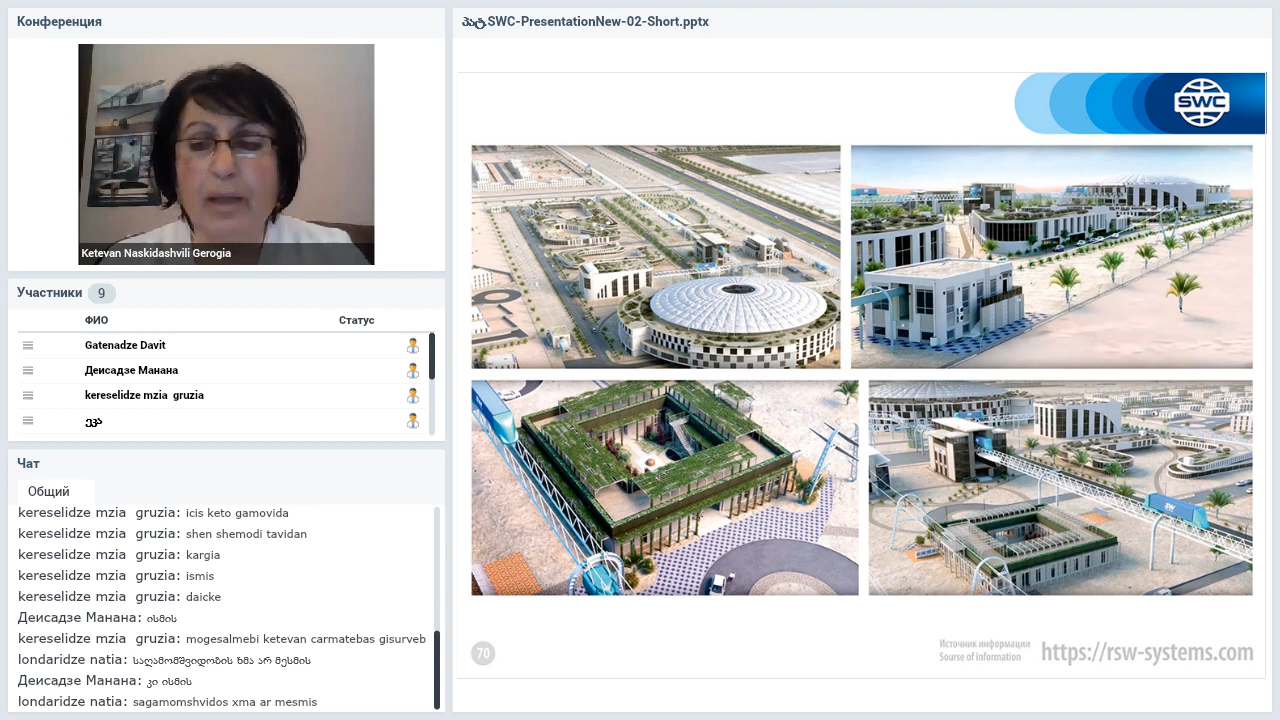 Конференция
Ketevan Naskidashvili Gerogia
Участники 9
ФИО Статус
Gatenadze Davit
Деисадзе Манана
kereselidze mzia gruzia
ევა
Чат
Общий
kereselidze mzia gruzia: icis keto gamovida
kereselidze mzia gruzia: shen shemodi tavidan
kereselidze mzia gruzia: kargia
kereselidze mzia gruzia: ismis
kereselidze mzia gruzia: daicke
Деисадze Манана: ისმის
kereselidze mzia gruzia: mogesalmebi ketevan carmatebas gisurveb
londaridze natia: საღამომშვიდობის ხმა არ მესმის
Деисадзе Манана: კი ისმის
londaridze natia: sagamomshvidos xma ar mesmis
SWC-PresentationNew-02-Short.pptx
SWC
70
Источник информации
Sourse of information
https://rsw-systems.com